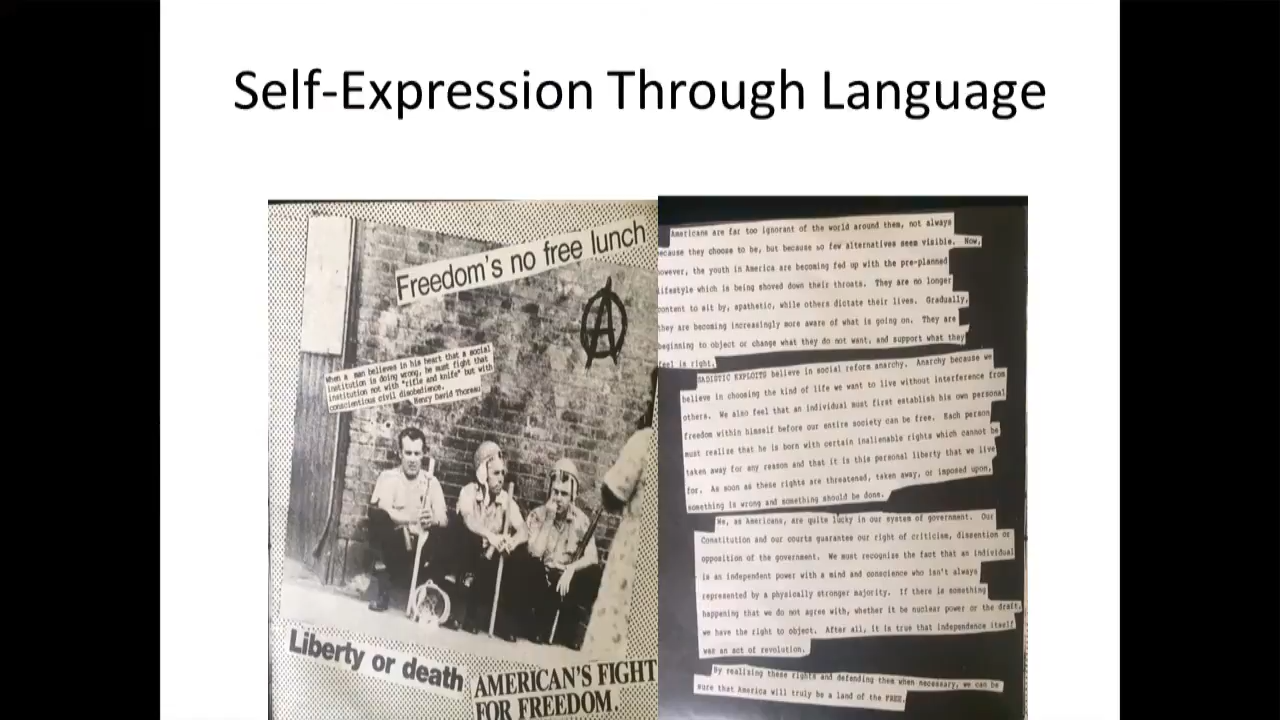 Self-Expression Through Language
Freedom's no free lunch
When a man believes in his heart that a social
institution is doing wrong, he must fight that
institution not with "rifle and knife" but with
conscientious civil disobedience.
Henry David Thoreau
Liberty or death
AMERICAN'S FIGHT
FOR FREEDOM.
Americans are far too ignorant of the world around them, not always
ecause they choose to be, but because so few alternatives seem visible. Now,
owever, the youth in America are becoming fed up with the pre-planned
ifestyle which is being shoved down their throats. They are no longer
ontent to sit by, apathetic, while others dictate their lives. Gradually,
they are becoming increasingly more aware of what is going on. They are
beginning to object or change what they do not want, and support what they
feel is right.
SADISTIC EXPLOITS believe in social reform anarchy. Anarchy because we
believe in choosing the kind of life we want to live without interference from
others. We also feel that an individual must first establish his own personal
freedom within himself before our entire society can be free. Each person
must realize that he is born with certain inalienable rights which cannot be
taken away for any reason and that it is this personal liberty that we live
for. As soon as these rights are threatened, taken away, or imposed upon,
something is wrong and something should be done.
We, as Americans, are quite lucky in our system of government. Our
Constitution and our courts guarantee our right of criticism, dissention or
opposition of the government. We must recognize the fact that an individual
is an independent power with a mind and conscience who isn't always
represented by a physically stronger majority. If there is something
happening that we do not agree with, whether it be nuclear power or the draft,
we have the right to object. After all, it is true that independence itself
was an act of revolution.
By realizing these rights and defending them when necessary, we can be
sure that America will truly be a land of the FREE.